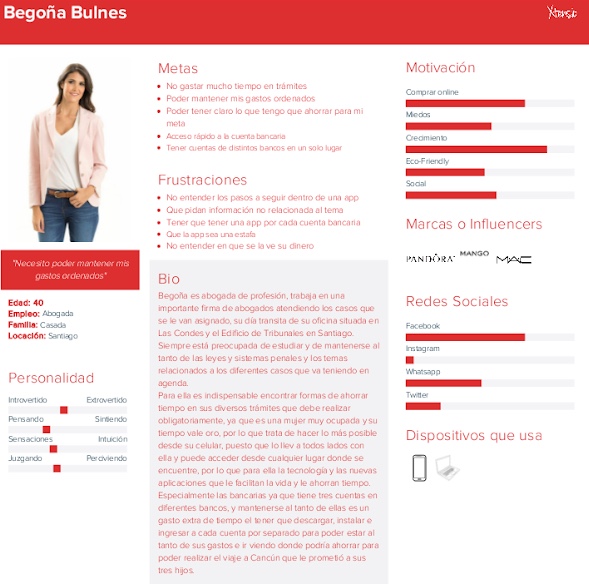 Begoña Bulnes
Xtensio
"Necesito poder mantener mis
gastos ordenados"
Edad: 40
Empleo: Abogada
Familia: Casada
Locación: Santiago
Personalidad
Introvertido Extrovertido
Pensando Sintiendo
Sensaciones Intuición
Juzgando Percibiendo
Metas
No gastar mucho tiempo en trámites
Poder mantener mis gastos ordenados
Poder tener claro lo que tengo que ahorrar para mi
meta
Acceso rápido a la cuenta bancaria
Tener cuentas de distintos bancos en un solo lugar
Frustraciones
No entender los pasos a seguir dentro de una app
Que pidan información no relacionada al tema
Tener que tener una app por cada cuenta bancaria
Que la app sea una estafa
No entender en que se la ve su dinero
Bio
Begoña es abogada de profesión, trabaja en una
importante firma de abogados atendiendo los casos que
se le van asignado, su día transita de su oficina situada en
Las Condes y el Edificio de Tribunales en Santiago.
Siempre está preocupada de estudiar y de mantenerse al
tanto de las leyes y sistemas penales y los temas
relacionados a los diferentes casos que va teniendo en
agenda.
Para ella es indispensable encontrar formas de ahorrar
tiempo en sus diversos trámites que debe realizar
obligatoriamente, ya que es una mujer muy ocupada y su
tiempo vale oro, por lo que trata de hacer lo más posible
desde su celular, puesto que lo llev a todos lados con
ella y puede acceder desde cualquier lugar donde se
encuentre, por lo que para ella la tecnología y las nuevas
aplicaciones que le facilitan la vida y le ahorran tiempo.
Especialmente las bancarias ya que tiene tres cuentas en
diferentes bancos, y mantenerse al tanto de ellas es un
gasto extra de tiempo el tener que descargar, instalar e
ingresar a cada cuenta por separado para poder estar al
tanto de sus gastos e ir viendo donde podría ahorrar para
poder realizar el viaje a Cancún que le prometió a sus
tres hijos.
Motivación
Comprar online
Miedos
Crecimiento
Eco-Friendly
Social
Marcas o Influencers
PANDÖRA MANGO MAC
Redes Sociales
Facebook
Instagram
Whatsapp
Twitter
Dispositivos que usa